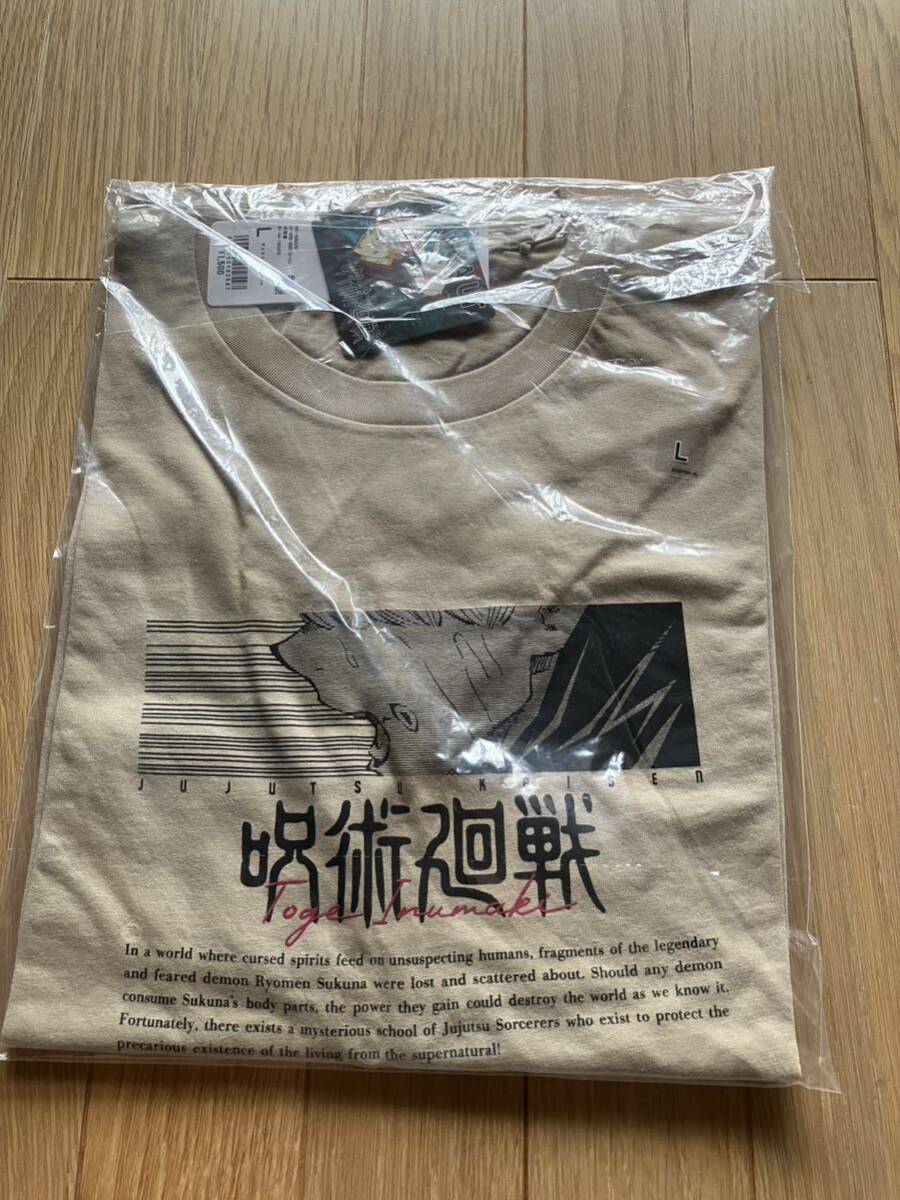 L
¥1,500
L
JUJUTSU KAISEN
呪術廻戦
Toge Inumaki
In a world where cursed spirits feed on unsuspecting humans, fragments of the legendary
and feared demon Ryomen Sukuna were lost and scattered about. Should any demon
consume Sukuna's body parts, the power they gain could destroy the world as we know it.
Fortunately, there exists a mysterious school of Jujutsu Sorcerers who exist to protect the
precarious existence of the living from the supernatural!